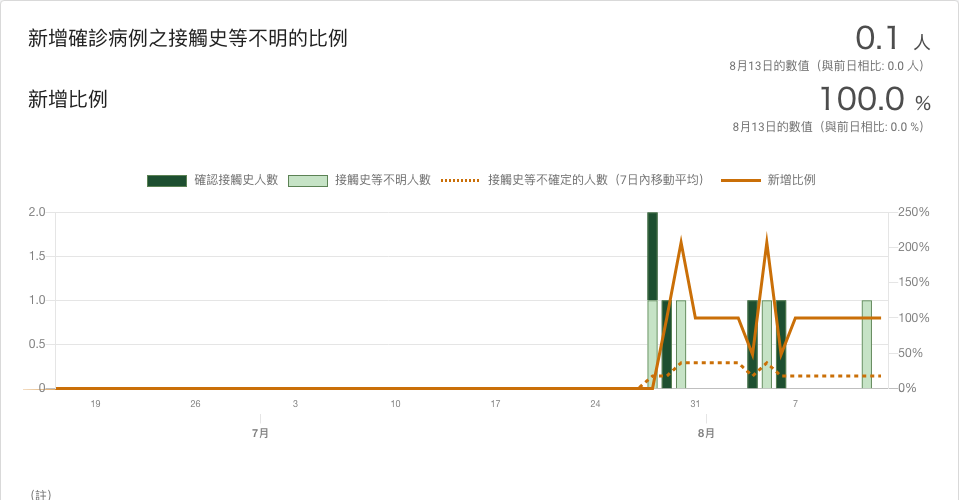 新增確診病例之接觸史等不明的比例
0.1 人
8月13日的數值（與前日相比: 0.0 人）
新增比例
100.0 %
8月13日的數值（與前日相比: 0.0 %）
確認接觸史人數 接觸史等不明人數 接觸史等不確定的人數（7日內移動平均） 新增比例
2.0 250%
200%
1.5
150%
1.0 100%
0.5 50%
0 0%
19 26 3 10 17 24 31 7
7月 8月
（註）